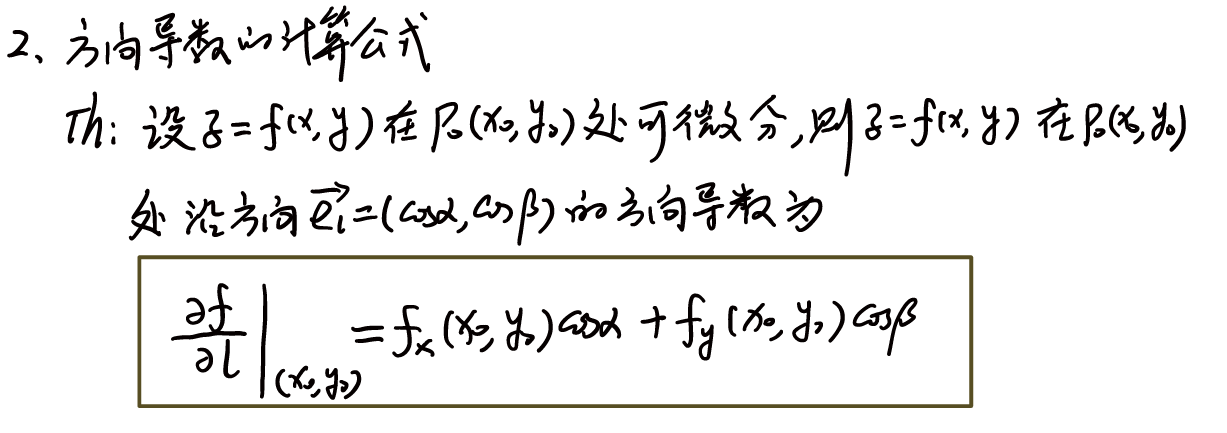 2、方向导数的计算公式
Th: 设z=f(x,y)在P₀(x₀,y₀)处可微分,则z=f(x,y)在P₀(x₀,y₀)
处沿方向e⃗ₗ=(cosα,cosβ)的方向导数为
∂f/∂l|(x₀,y₀)=fₓ(x₀,y₀)cosα+f_y(x₀,y₀)cosβ